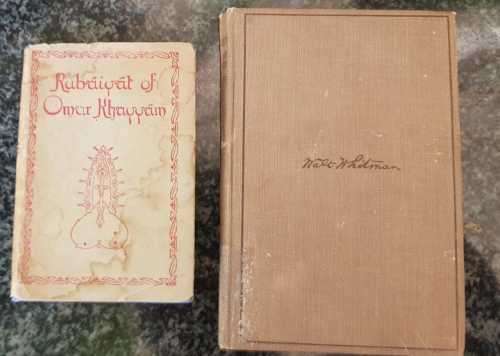 Rubáiyát of
Omar Khayyám
Walt Whitman